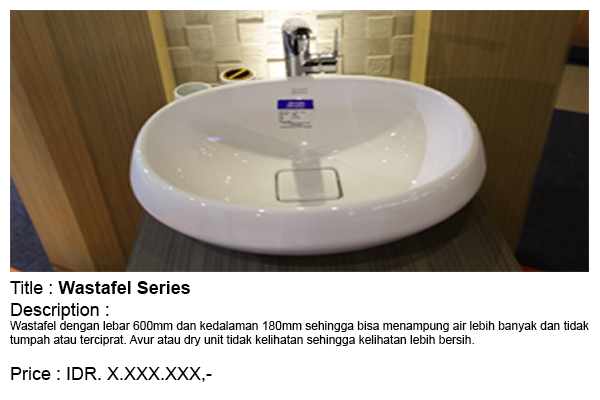 Title : Wastafel Series
Description :
Wastafel dengan lebar 600mm dan kedalaman 180mm sehingga bisa menampung air lebih banyak dan tidak
tumpah atau terciprat. Avur atau dry unit tidak kelihatan sehingga kelihatan lebih bersih.
Price : IDR. X.XXX.XXX,-